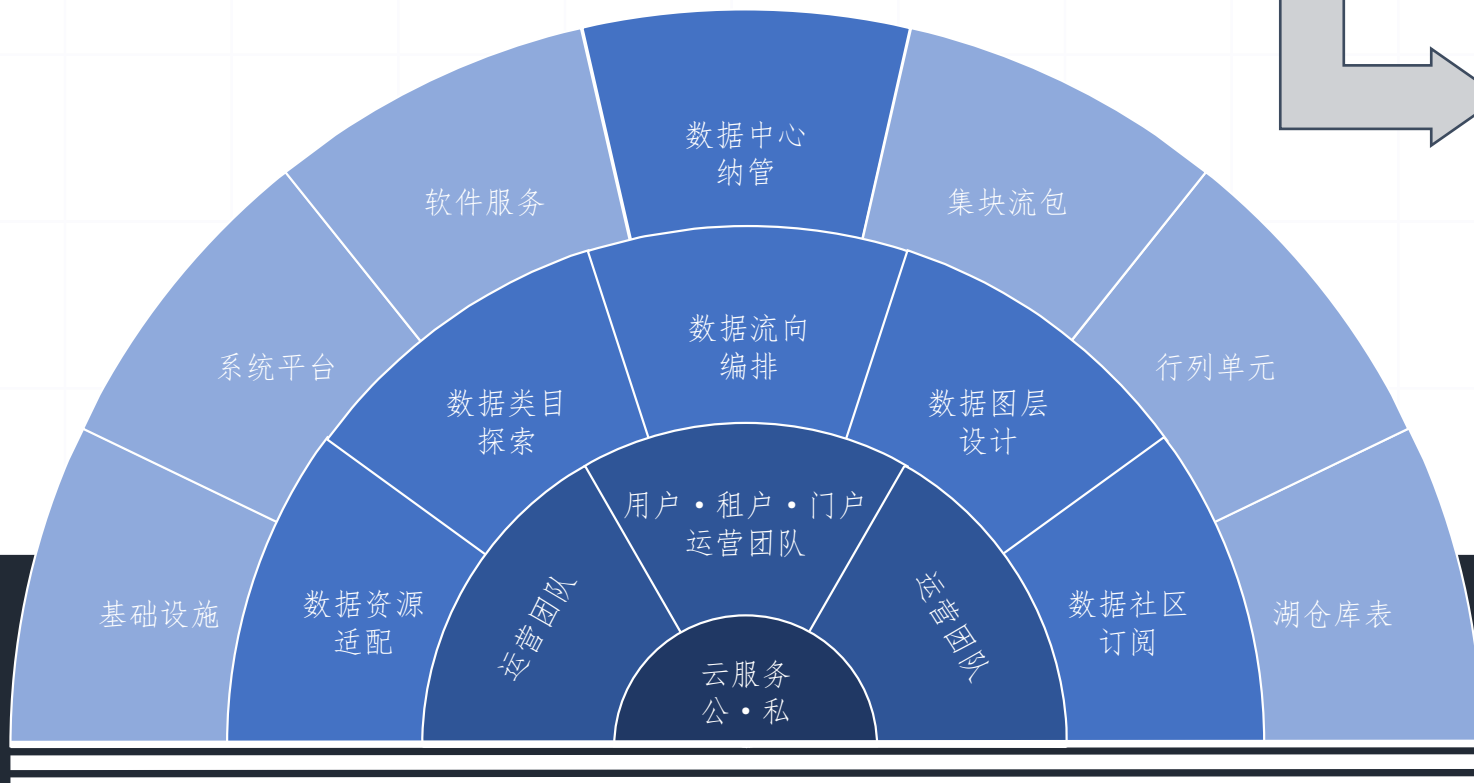 数据中心
纳管
软件服务
集块流包
系统平台
行列单元
基础设施
湖仓库表
数据流向
编排
数据类目
探索
数据图层
设计
数据资源
适配
数据社区
订阅
用户•租户•门户
运营团队
运营团队
运营团队
云服务
公•私